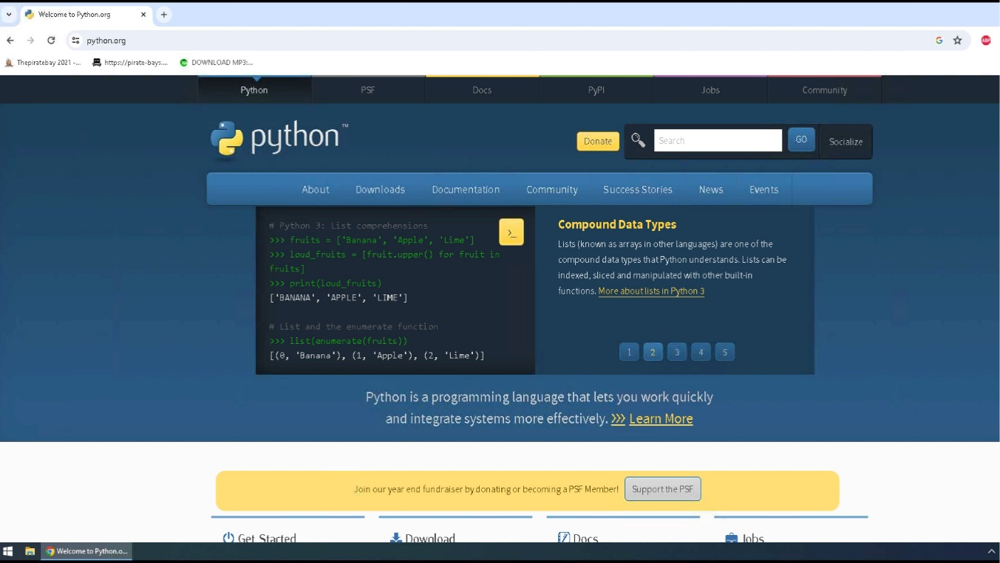 Welcome to Python.org
python.org
Thepiratebay 2021 -... https://pirate-bays.... DOWNLOAD MP3:...
Python PSF Docs PyPI Jobs Community
python™
Donate Search GO Socialize
About Downloads Documentation Community Success Stories News Events
# Python 3: List comprehensions
>>> fruits = ['Banana', 'Apple', 'Lime']
>>> loud_fruits = [fruit.upper() for fruit in
fruits]
>>> print(loud_fruits)
['BANANA', 'APPLE', 'LIME']
# List and the enumerate function
>>> list(enumerate(fruits))
[(0, 'Banana'), (1, 'Apple'), (2, 'Lime')]
>_
Compound Data Types
Lists (known as arrays in other languages) are one of the
compound data types that Python understands. Lists can be
indexed, sliced and manipulated with other built-in
functions. More about lists in Python 3
1 2 3 4 5
Python is a programming language that lets you work quickly
and integrate systems more effectively. >>> Learn More
Join our year end fundraiser by donating or becoming a PSF Member! Support the PSF
Get Started Download Docs Jobs
Welcome to Python.o...